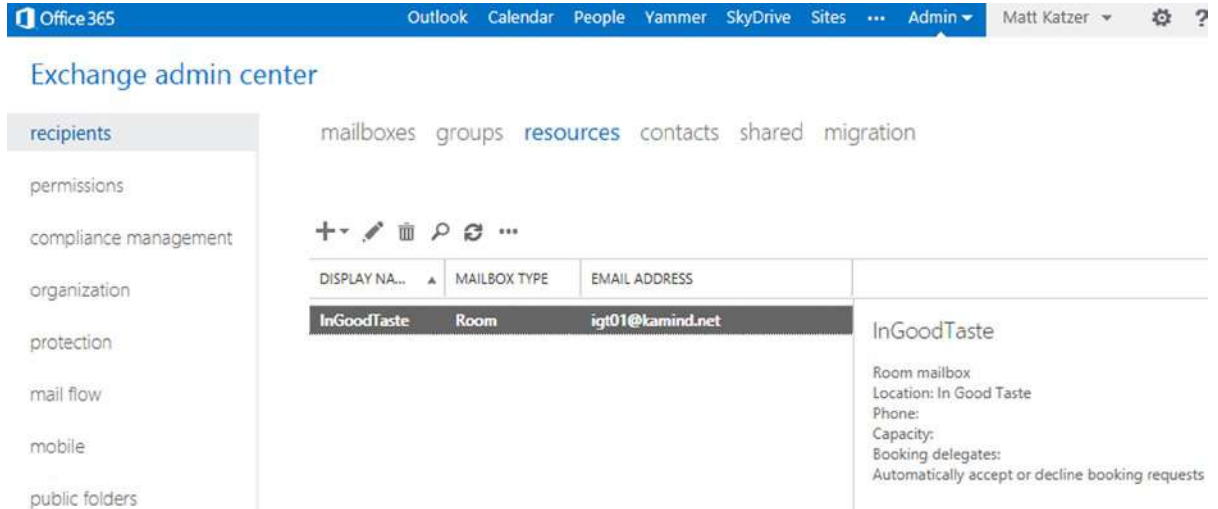 Office 365 Outlook Calendar People Yammer SkyDrive Sites ••• Admin Matt Katzer ?
Exchange admin center
recipients
permissions
compliance management
organization
protection
mail flow
mobile
public folders
mailboxes groups resources contacts shared migration
DISPLAY NA... MAILBOX TYPE EMAIL ADDRESS
InGoodTaste Room igt01@kamind.net
InGoodTaste
Room mailbox
Location: In Good Taste
Phone:
Capacity:
Booking delegates:
Automatically accept or decline booking requests